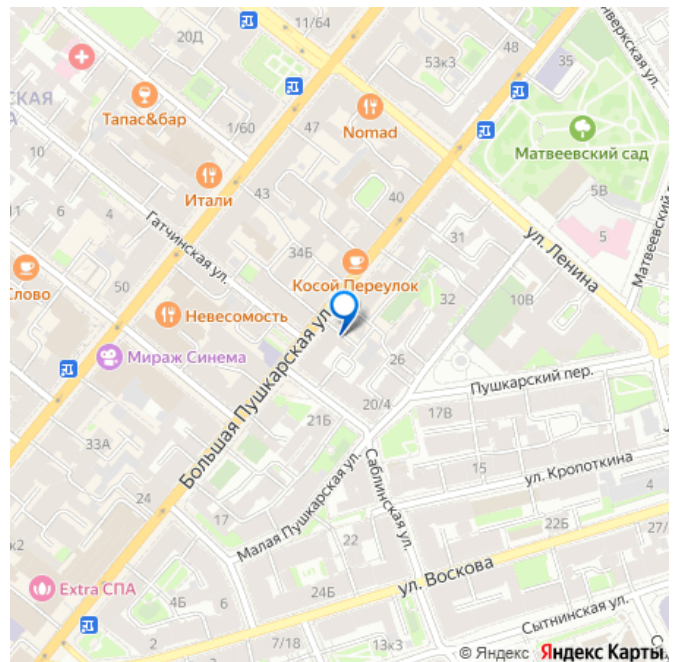 20Д
11/64
53к3
48
35
Тапас&бар
1/60
47
Nomad
Матвеевский сад
10
Итали
43
40
5В
6
4
Гатчинская ул.
31
5
34Б
ул. Ленина
Матвеевский
Косой Переулок
50
32
10В
Слово
Невесомость
Мираж Синема
26
Большая Пушкарская ул.
Пушкарский пер.
20/4
21Б
17В
33А
Саблинская ул.
15
ул. Кропоткина
24
4
17
Малая Пушкарская ул.
22
22Б
27/
к2
Extra СПА
4Б
6
24Б
ул. Воскова
Сытнинская ул.
2
7/18
13к3
© Яндекс Яндекс Карты